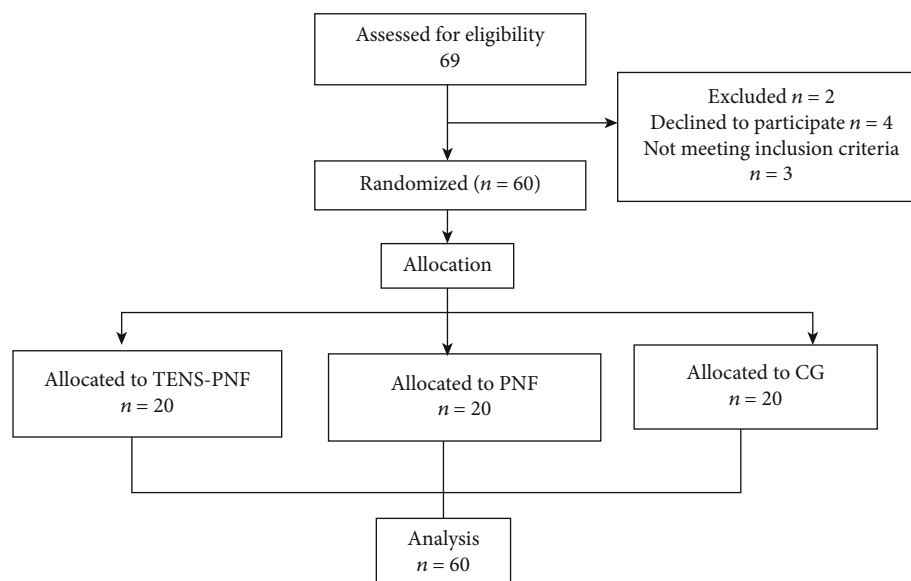 Assessed for eligibility
69
Excluded n = 2
Declined to participate n = 4
Not meeting inclusion criteria
n = 3
Randomized (n = 60)
Allocation
Allocated to TENS-PNF
n = 20
Allocated to PNF
n = 20
Allocated to CG
n = 20
Analysis
n = 60